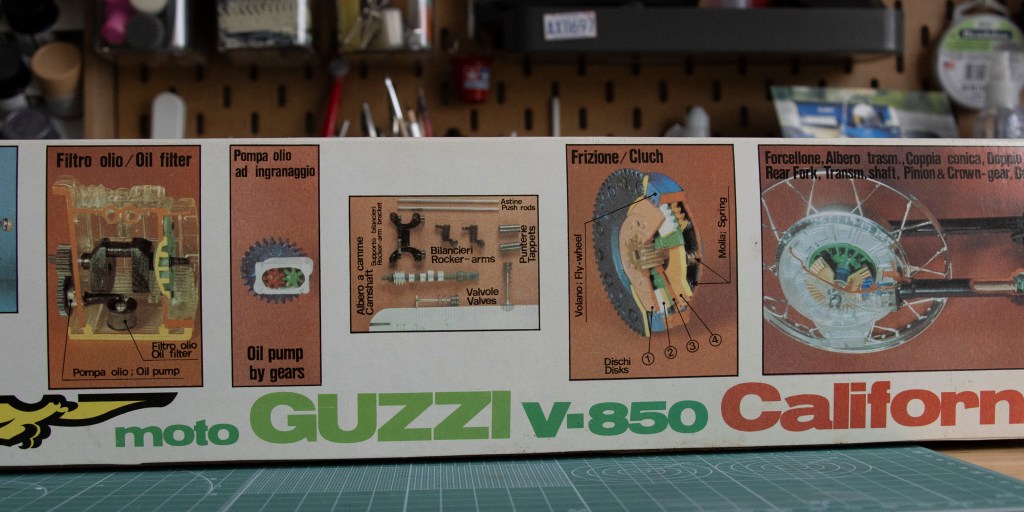 Filtro olio/Oil filter
Filtro olio
Oil filter
Pompa olio; Oil pump
Pompa olio
ad ingranaggio
Oil pump
by gears
Albero a camme
Camshaft
Supporto bilancieri
Rocker-arm bracket
Astine
Push rods
Bilancieri
Rocker-arms
Punterie
Tappets
Valvole
Valves
Frizione/Cluch
Volano; Fly-wheel
Molla; Spring
Dischi
Disks
1 2 3 4
Forcellone, Albero trasm., Coppia conica, Doppio
Rear Fork, Transm. shaft, Pinion & Crown-gear,
moto GUZZI V-850 Californ